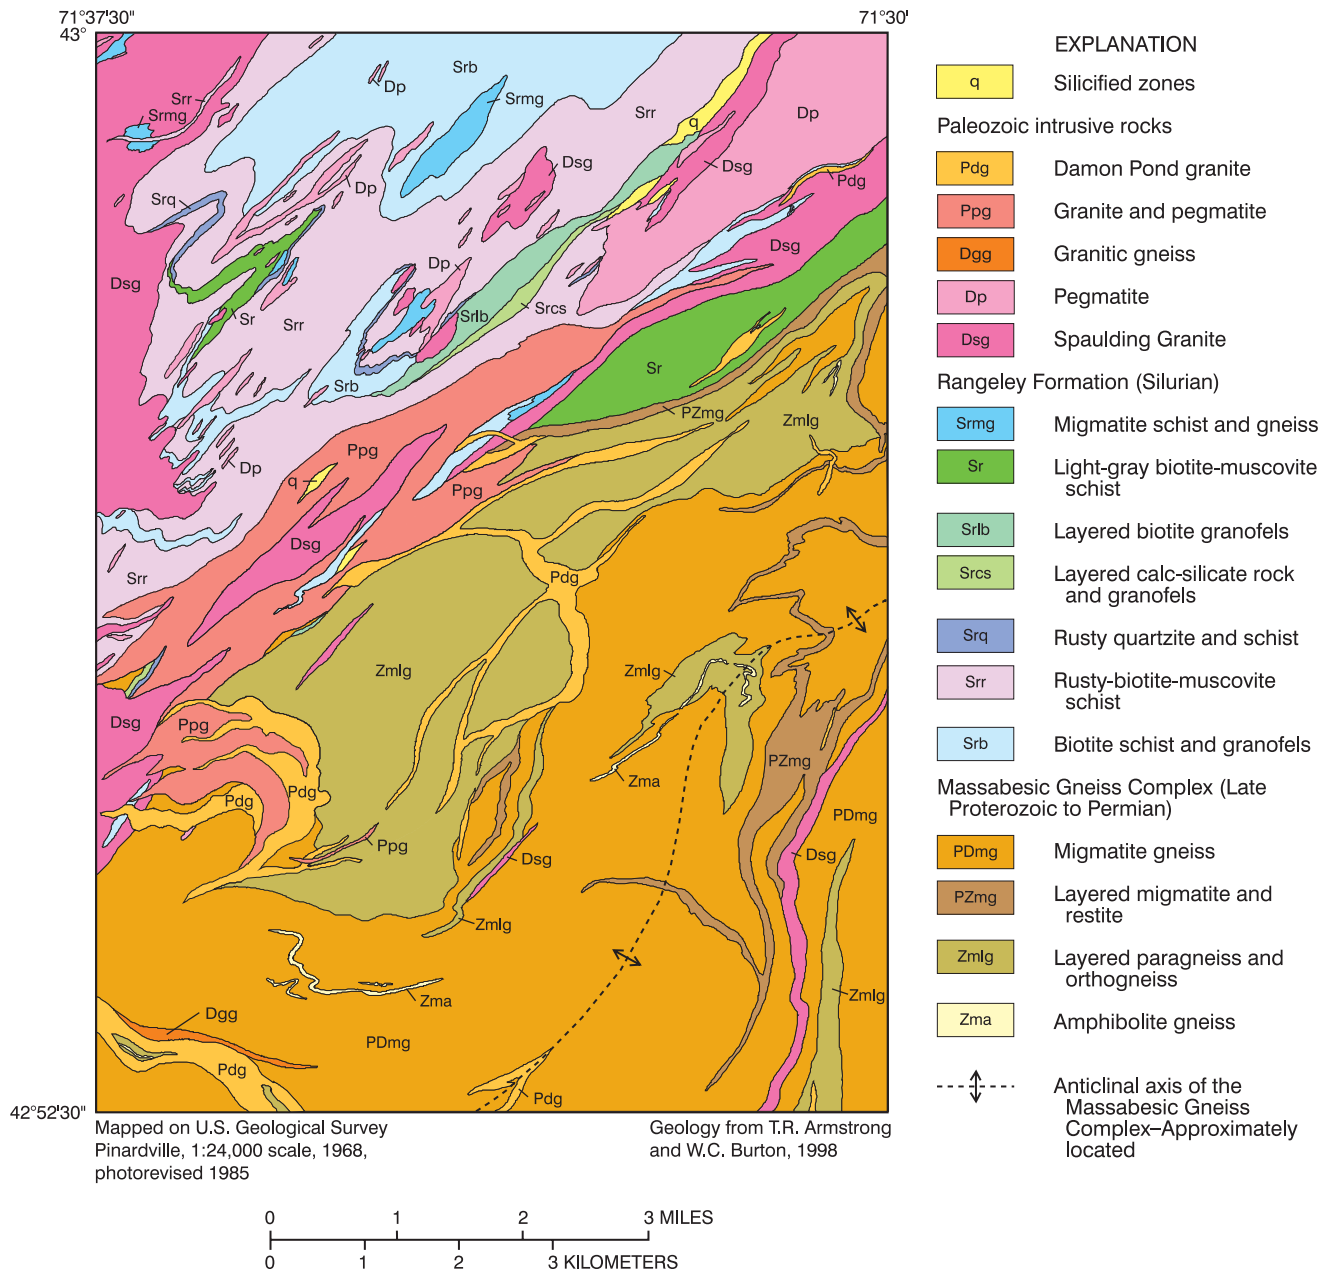 71°37'30"
71°30'
43°
Srb
Dp
Srr
Srmg
Srmg
Srr
q
Dp
Dsg
Dsg
Pdg
Dp
Srq
Dsg
Dsg
Dp
Srcs
Sr
Srr
Srlb
Srb
Sr
PZmg
Zmlg
Ppg
Dp
q
Ppg
Dsg
Pdg
Srr
Zmlg
Zmlg
Dsg
Ppg
PZmg
Zma
Pdg
Pdg
PDmg
Ppg
Dsg
Dsg
Zmlg
Zma
Zmlg
Dgg
PDmg
Pdg
Pdg
42°52'30"
Mapped on U.S. Geological Survey
Pinardville, 1:24,000 scale, 1968,
photorevised 1985
Geology from T.R. Armstrong
and W.C. Burton, 1998
0 1 2 3 MILES
0 1 2 3 KILOMETERS
EXPLANATION
q Silicified zones
Paleozoic intrusive rocks
Pdg Damon Pond granite
Ppg Granite and pegmatite
Dgg Granitic gneiss
Dp Pegmatite
Dsg Spaulding Granite
Rangeley Formation (Silurian)
Srmg Migmatite schist and gneiss
Sr Light-gray biotite-muscovite
schist
Srlb Layered biotite granofels
Srcs Layered calc-silicate rock
and granofels
Srq Rusty quartzite and schist
Srr Rusty-biotite-muscovite
schist
Srb Biotite schist and granofels
Massabesic Gneiss Complex (Late
Proterozoic to Permian)
PDmg Migmatite gneiss
PZmg Layered migmatite and
restite
Zmlg Layered paragneiss and
orthogneiss
Zma Amphibolite gneiss
Anticlinal axis of the
Massabesic Gneiss
Complex–Approximately
located